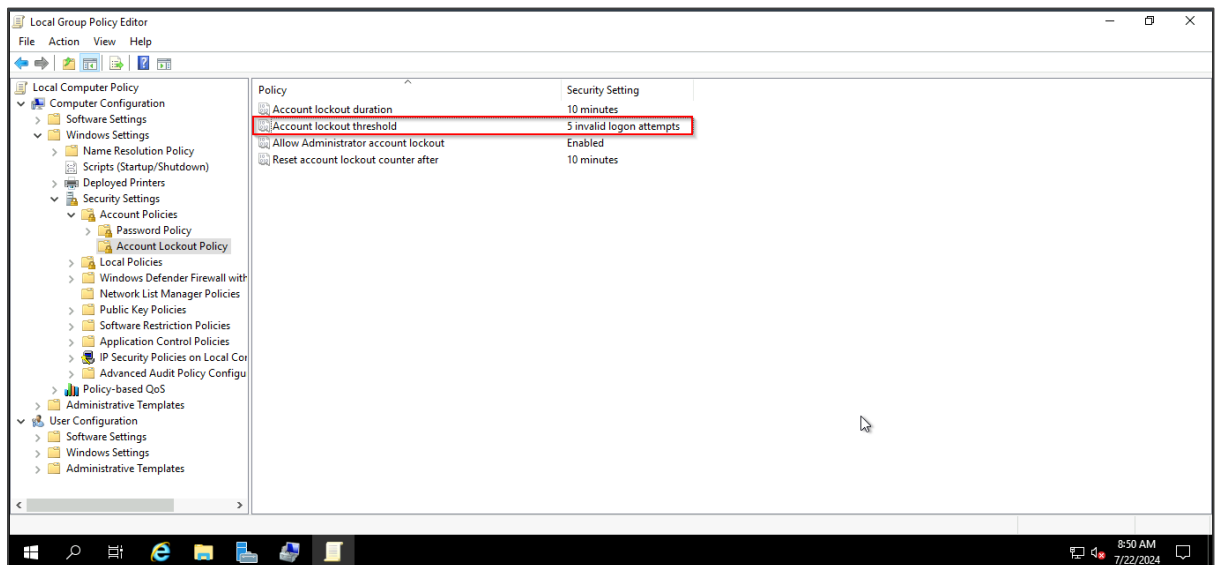 Local Group Policy Editor
File Action View Help
Local Computer Policy
Computer Configuration
Software Settings
Windows Settings
Name Resolution Policy
Scripts (Startup/Shutdown)
Deployed Printers
Security Settings
Account Policies
Password Policy
Account Lockout Policy
Local Policies
Windows Defender Firewall with
Network List Manager Policies
Public Key Policies
Software Restriction Policies
Application Control Policies
IP Security Policies on Local Cor
Advanced Audit Policy Configu
Policy-based QoS
Administrative Templates
User Configuration
Software Settings
Windows Settings
Administrative Templates
Policy Security Setting
Account lockout duration 10 minutes
Account lockout threshold 5 invalid logon attempts
Allow Administrator account lockout Enabled
Reset account lockout counter after 10 minutes
8:50 AM
7/22/2024